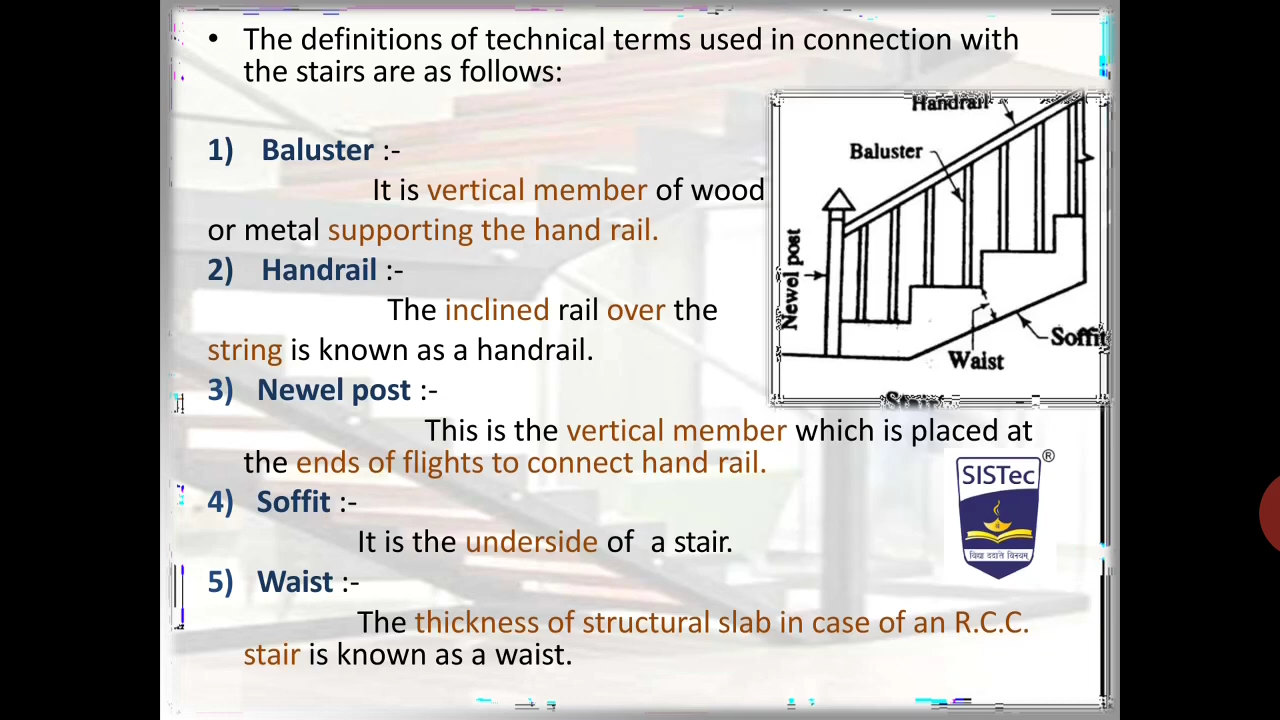 • The definitions of technical terms used in connection with
the stairs are as follows:
1) Baluster :-
It is vertical member of wood
or metal supporting the hand rail.
2) Handrail :-
The inclined rail over the
string is known as a handrail.
3) Newel post :-
This is the vertical member which is placed at
the ends of flights to connect hand rail.
4) Soffit :-
It is the underside of a stair.
5) Waist :-
The thickness of structural slab in case of an R.C.C.
stair is known as a waist.
Handrail
Baluster
Newel post
Soffit
Waist
SISTec ®
विद्या ददाति विनयम्